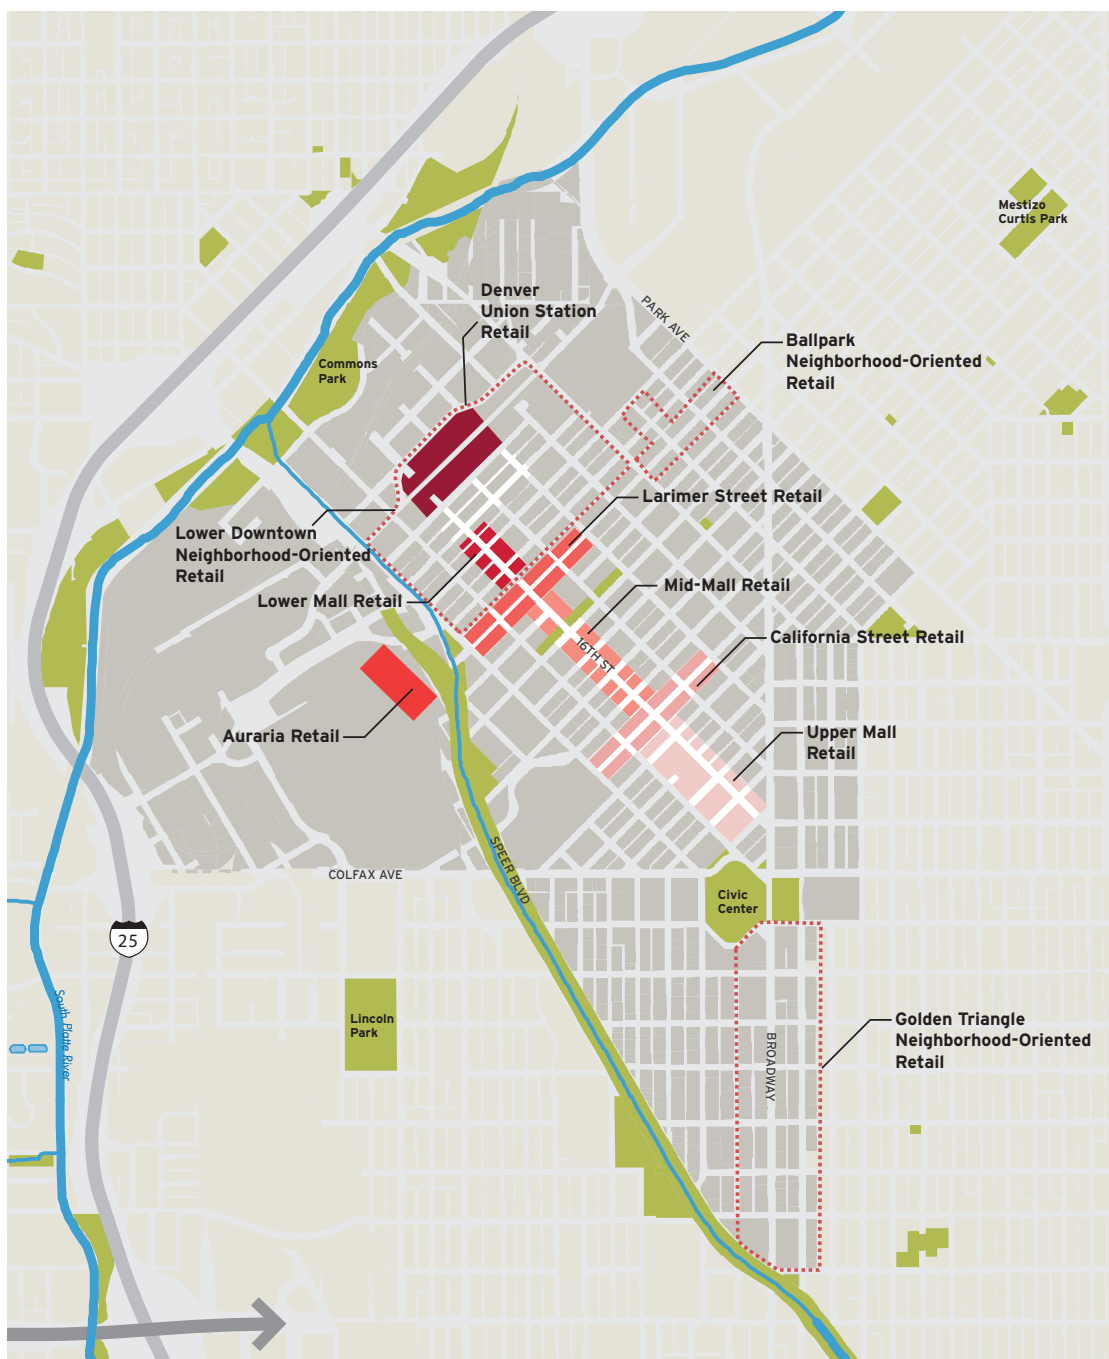 Mestizo
Curtis Park
Denver
Union Station
Retail
PARK AVE
Ballpark
Neighborhood-Oriented
Retail
Commons
Park
Larimer Street Retail
Lower Downtown
Neighborhood-Oriented
Retail
Mid-Mall Retail
Lower Mall Retail
16TH ST
California Street Retail
Auraria Retail
Upper Mall
Retail
SPEER BLVD
COLFAX AVE
Civic
Center
25
South Platte River
Lincoln
Park
Golden Triangle
Neighborhood-Oriented
Retail
BROADWAY